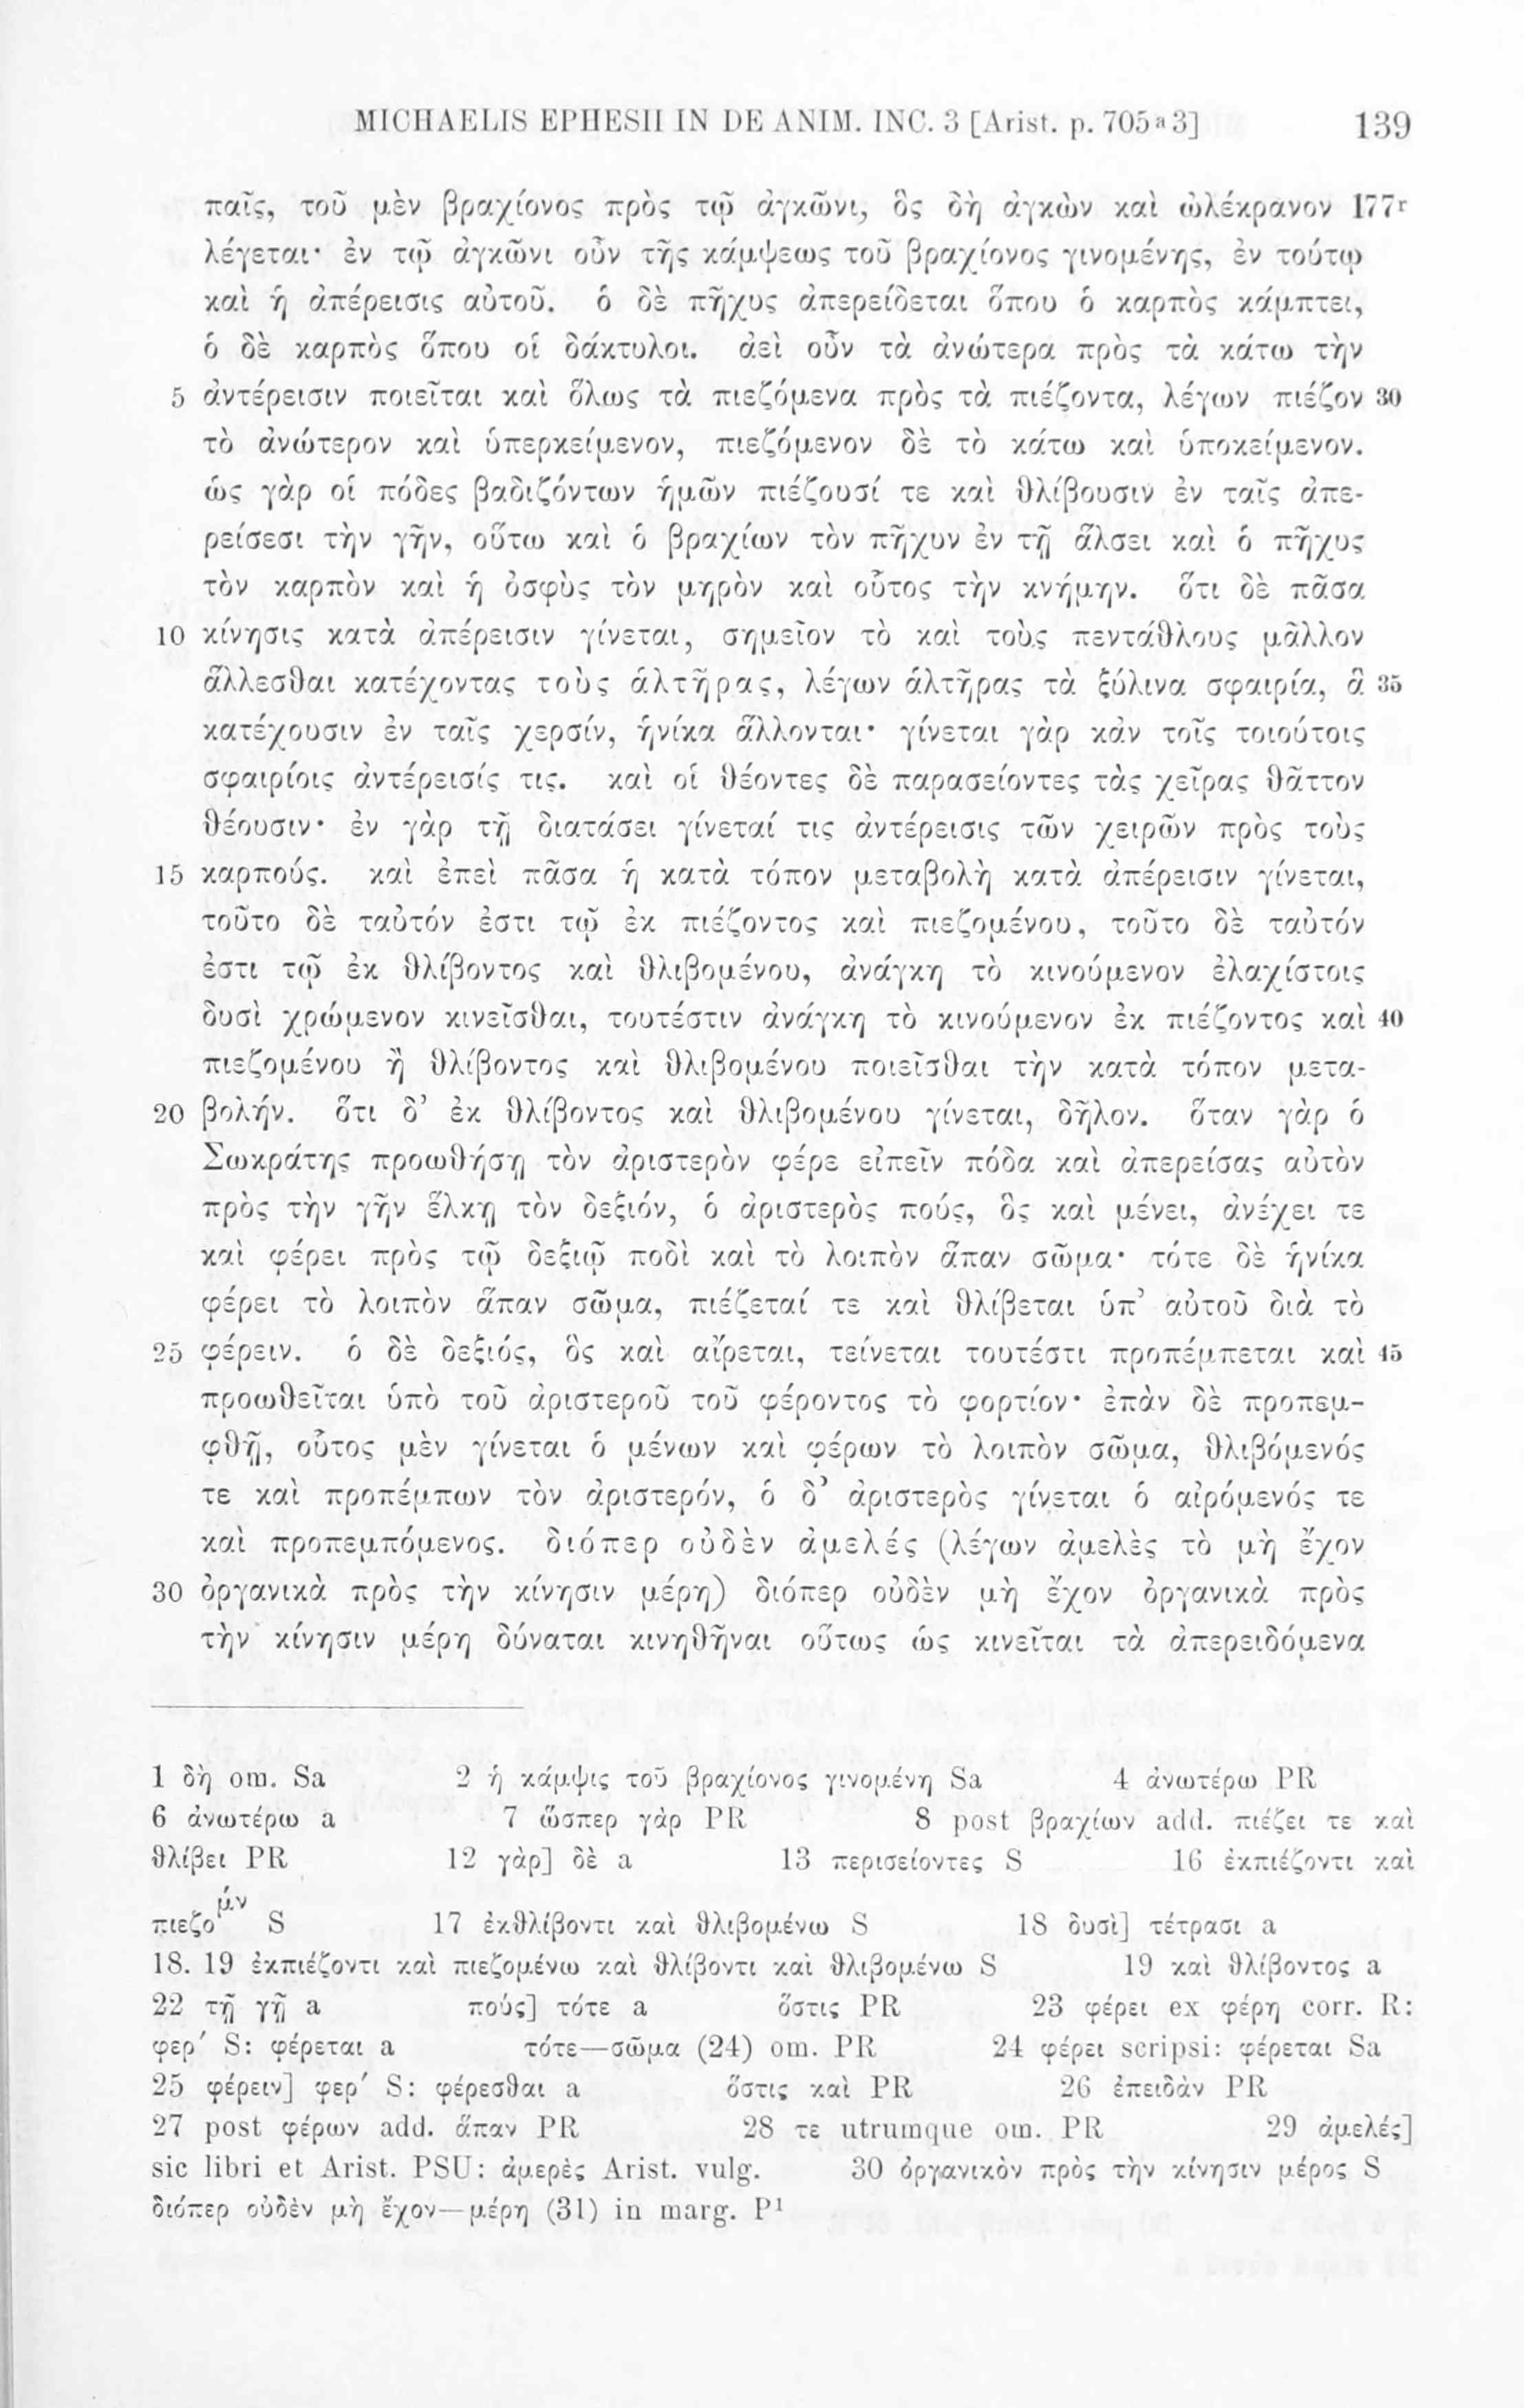 MICHAELIS EPHESII IN DE ANIM. INC. 3 [Arist. p. 705ᵃ3] 139
παῖς, τοῦ μὲν βραχίονος πρὸς τῷ ἀγκῶνι, ὃς δὴ ἀγκὼν καὶ ὠλέκρανον 177ʳ
λέγεται· ἐν τῷ ἀγκῶνι οὖν τῆς κάμψεως τοῦ βραχίονος γινομένης, ἐν τούτῳ
καὶ ἡ ἀπέρεισις αὐτοῦ. ὁ δὲ πῆχυς ἀπερείδεται ὅπου ὁ καρπὸς κάμπτει,
ὁ δὲ καρπὸς ὅπου οἱ δάκτυλοι. ἀεὶ οὖν τὰ ἀνώτερα πρὸς τὰ κάτω τὴν
5 ἀντέρεισιν ποιεῖται καὶ ὅλως τὰ πιεζόμενα πρὸς τὰ πιέζοντα, λέγων πιέζον 30
τὸ ἀνώτερον καὶ ὑπερκείμενον, πιεζόμενον δὲ τὸ κάτω καὶ ὑποκείμενον.
ὡς γὰρ οἱ πόδες βαδιζόντων ἡμῶν πιέζουσί τε καὶ θλίβουσιν ἐν ταῖς ἀπε-
ρείσεσι τὴν γῆν, οὕτω καὶ ὁ βραχίων τὸν πῆχυν ἐν τῇ ἅλσει καὶ ὁ πῆχυς
τὸν καρπὸν καὶ ἡ ὀσφὺς τὸν μηρὸν καὶ οὗτος τὴν κνήμην. ὅτι δὲ πᾶσα
10 κίνησις κατὰ ἀπέρεισιν γίνεται, σημεῖον τὸ καὶ τοὺς πεντάθλους μᾶλλον
ἅλλεσθαι κατέχοντας τοὺς ἁλτῆρας, λέγων ἁλτῆρας τὰ ξύλινα σφαιρία, ἃ 35
κατέχουσιν ἐν ταῖς χερσίν, ἡνίκα ἅλλονται· γίνεται γὰρ κἀν τοῖς τοιούτοις
σφαιρίοις ἀντέρεισίς τις. καὶ οἱ θέοντες δὲ παρασείοντες τὰς χεῖρας θᾶττον
θέουσιν· ἐν γὰρ τῇ διατάσει γίνεταί τις ἀντέρεισις τῶν χειρῶν πρὸς τοὺς
15 καρπούς. καὶ ἐπεὶ πᾶσα ἡ κατὰ τόπον μεταβολὴ κατὰ ἀπέρεισιν γίνεται,
τοῦτο δὲ ταὐτόν ἐστι τῷ ἐκ πιέζοντος καὶ πιεζομένου, τοῦτο δὲ ταὐτόν
ἐστι τῷ ἐκ θλίβοντος καὶ θλιβομένου, ἀνάγκη τὸ κινούμενον ἐλαχίστοις
δυσὶ χρώμενον κινεῖσθαι, τουτέστιν ἀνάγκη τὸ κινούμενον ἐκ πιέζοντος καὶ 40
πιεζομένου ἢ θλίβοντος καὶ θλιβομένου ποιεῖσθαι τὴν κατὰ τόπον μετα-
20 βολήν. ὅτι δ' ἐκ θλίβοντος καὶ θλιβομένου γίνεται, δῆλον. ὅταν γὰρ ὁ
Σωκράτης προωθήσῃ τὸν ἀριστερὸν φέρε εἰπεῖν πόδα καὶ ἀπερείσας αὐτὸν
πρὸς τὴν γῆν ἕλκῃ τὸν δεξιόν, ὁ ἀριστερὸς πούς, ὃς καὶ μένει, ἀνέχει τε
καὶ φέρει πρὸς τῷ δεξιῷ ποδὶ καὶ τὸ λοιπὸν ἅπαν σῶμα· τότε δὲ ἡνίκα
φέρει τὸ λοιπὸν ἅπαν σῶμα, πιέζεταί τε καὶ θλίβεται ὑπ' αὐτοῦ διὰ τὸ
25 φέρειν. ὁ δὲ δεξιός, ὃς καὶ αἴρεται, τείνεται τουτέστι προπέμπεται καὶ 45
προωθεῖται ὑπὸ τοῦ ἀριστεροῦ τοῦ φέροντος τὸ φορτίον· ἐπὰν δὲ προπεμ-
φθῇ, οὗτος μὲν γίνεται ὁ μένων καὶ φέρων τὸ λοιπὸν σῶμα, θλιβόμενός
τε καὶ προπέμπων τὸν ἀριστερόν, ὁ δ' ἀριστερὸς γίνεται ὁ αἰρόμενός τε
καὶ προπεμπόμενος. διόπερ οὐδὲν ἀμελές (λέγων ἀμελὲς τὸ μὴ ἔχον
30 ὀργανικὰ πρὸς τὴν κίνησιν μέρη) διόπερ οὐδὲν μὴ ἔχον ὀργανικὰ πρὸς
τὴν κίνησιν μέρη δύναται κινηθῆναι οὕτως ὡς κινεῖται τὰ ἀπερειδόμενα
1 δὴ om. Sa 2 ἡ κάμψις τοῦ βραχίονος γινομένη Sa 4 ἀνωτέρω PR
6 ἀνωτέρω a 7 ὥσπερ γὰρ PR 8 post βραχίων add. πιέζει τε καὶ
θλίβει PR 12 γὰρ] δὲ a 13 περισείοντες S 16 ἐκπιέζοντι καὶ
πιεζο μ́ν S 17 ἐκθλίβοντι καὶ θλιβομένω S 18 δυσὶ] τέτρασι a
18. 19 ἐκπιέζοντι καὶ πιεζομένω καὶ θλίβοντι καὶ θλιβομένω S 19 καὶ θλίβοντος a
22 τῇ γῇ a πούς] τότε a ὅστις PR 23 φέρει ex φέρη corr. R:
φερ′ S: φέρεται a τότε—σῶμα (24) om. PR 24 φέρει scripsi: φέρεται Sa
25 φέρειν] φερ′ S: φέρεσθαι a ὅστις καὶ PR 26 ἐπειδὰν PR
27 post φέρων add. ἅπαν PR 28 τε utrumque om. PR 29 ἀμελές]
sic libri et Arist. PSU: ἀμερὲς Arist. vulg. 30 ὀργανικὸν πρὸς τὴν κίνησιν μέρος S
διόπερ οὐδὲν μὴ ἔχον—μέρη (31) in marg. P¹